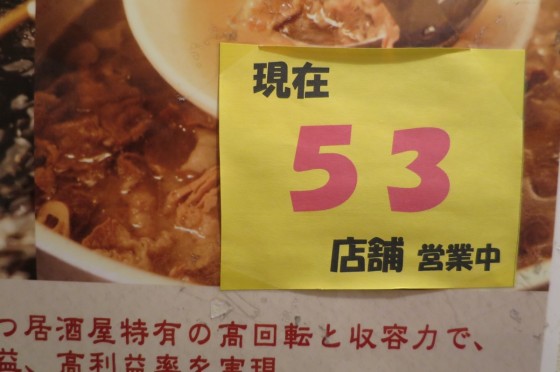 現在
53
店舗 営業中
つ居酒屋特有の高回転と収容力で、
益、高利益率を実現